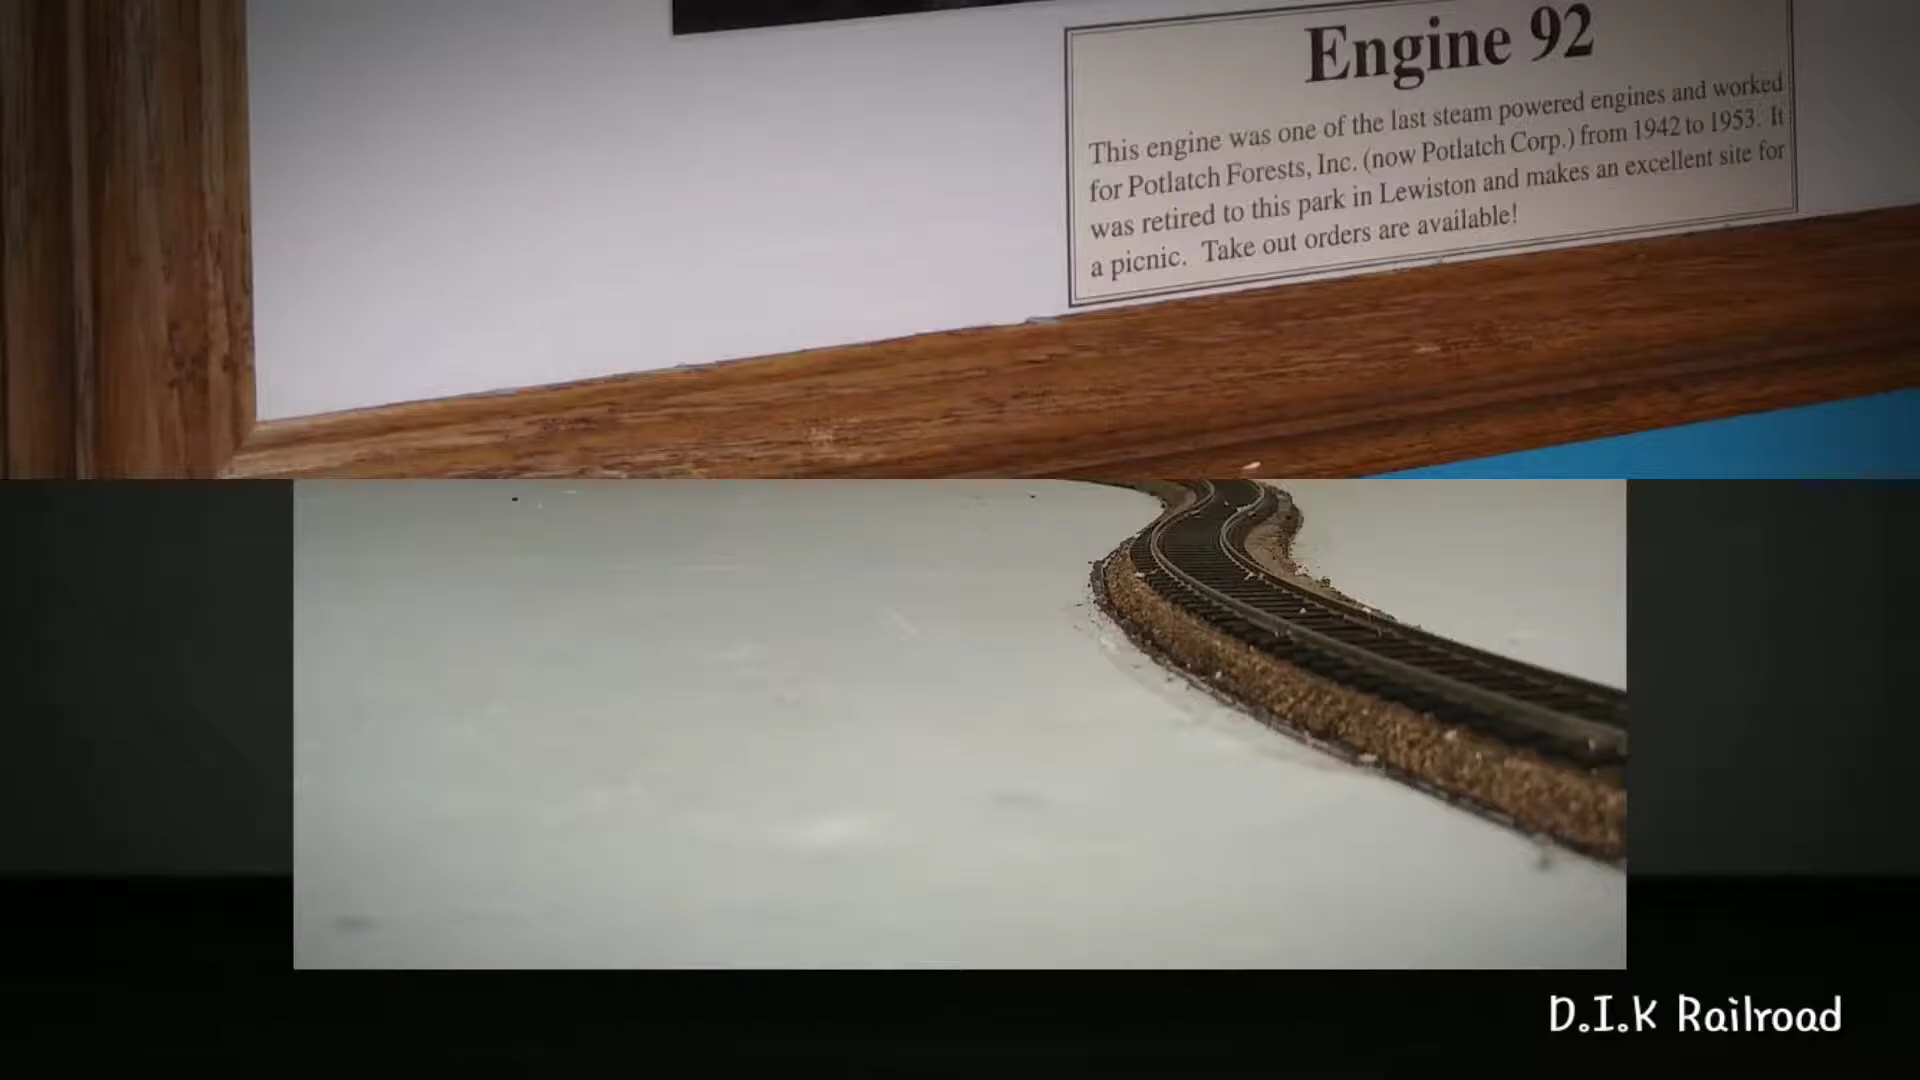 Engine 92
This engine was one of the last steam powered engines and worked
for Potlatch Forests, Inc. (now Potlatch Corp.) from 1942 to 1953. It
was retired to this park in Lewiston and makes an excellent site for
a picnic. Take out orders are available!
D.I.K Railroad